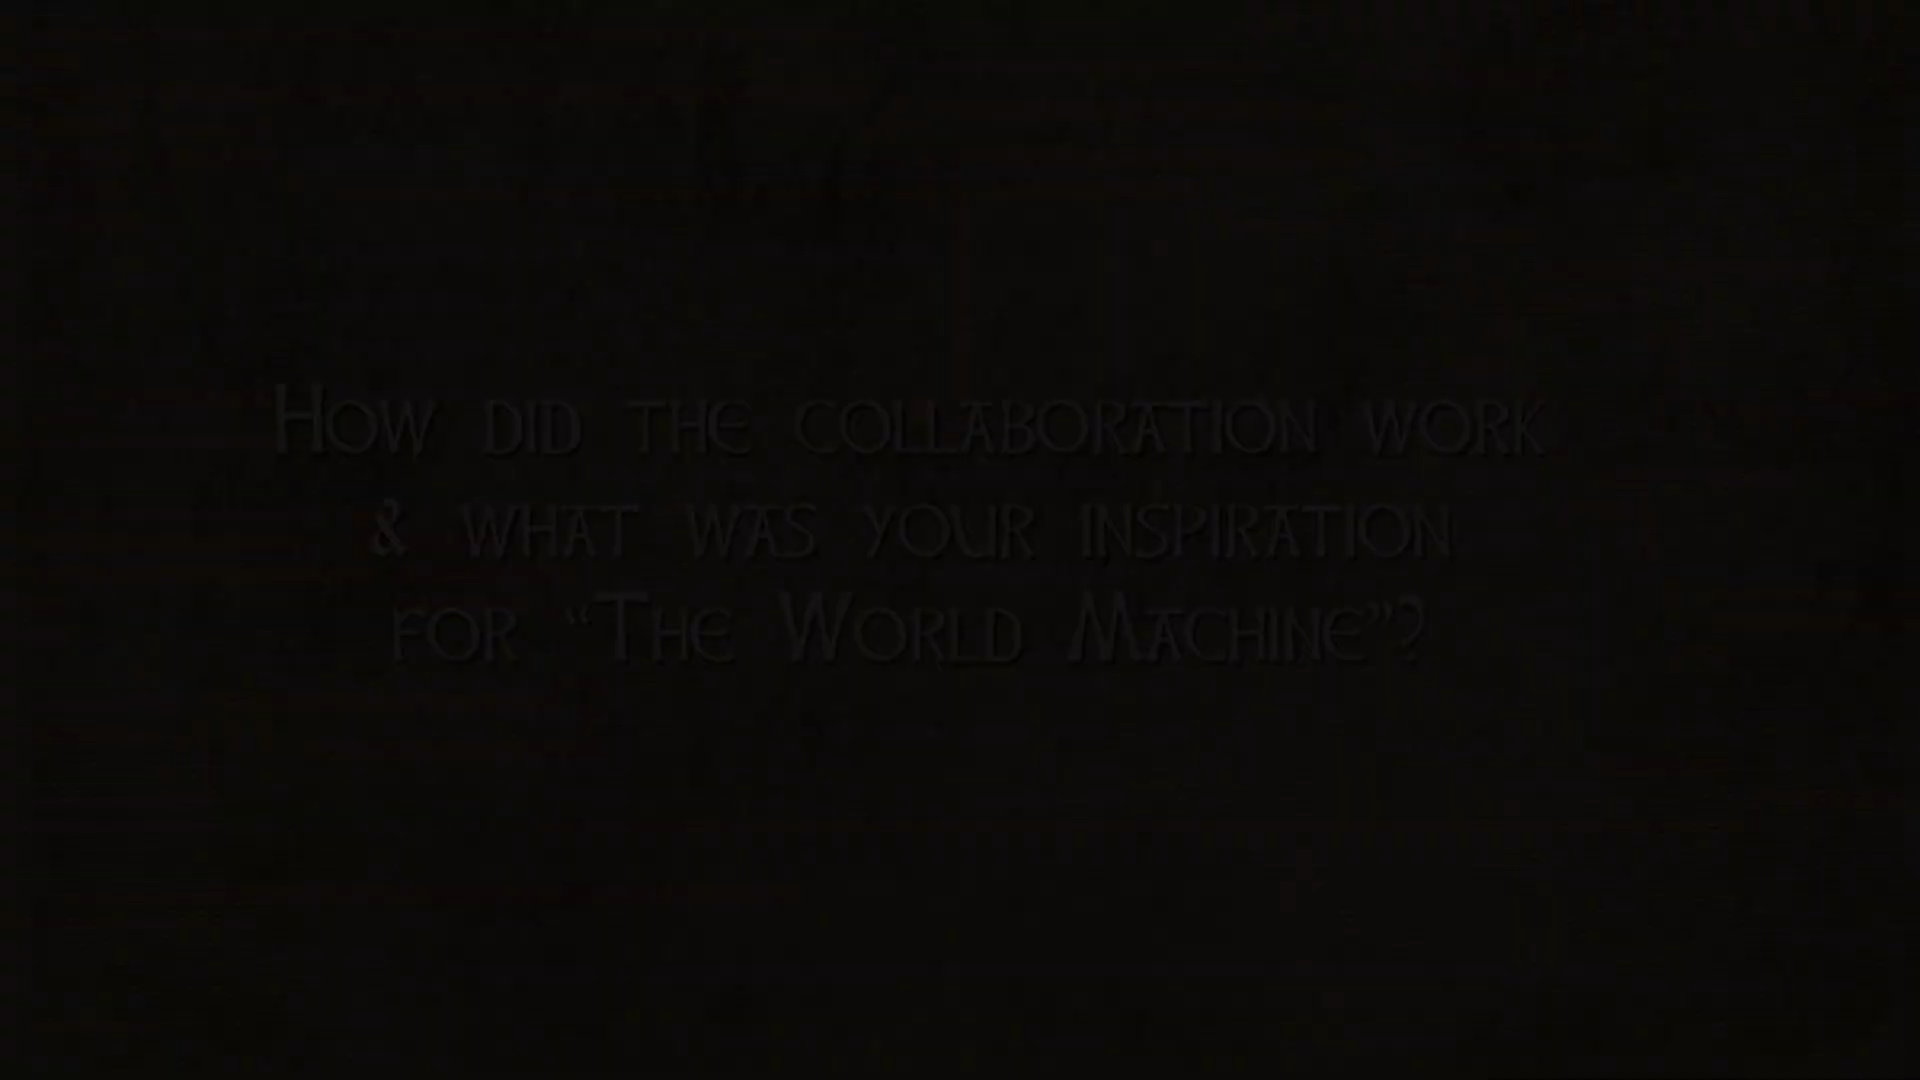 How did the collaboration work
& what was your inspiration
for “The World Machine”?